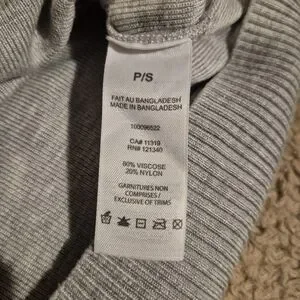 P/S
FAIT AU BANGLADESH
MADE IN BANGLADESH
100096522
CA# 11319
RN# 121340
80% VISCOSE
20% NYLON
GARNITURES NON
COMPRISES /
EXCLUSIVE OF TRIMS